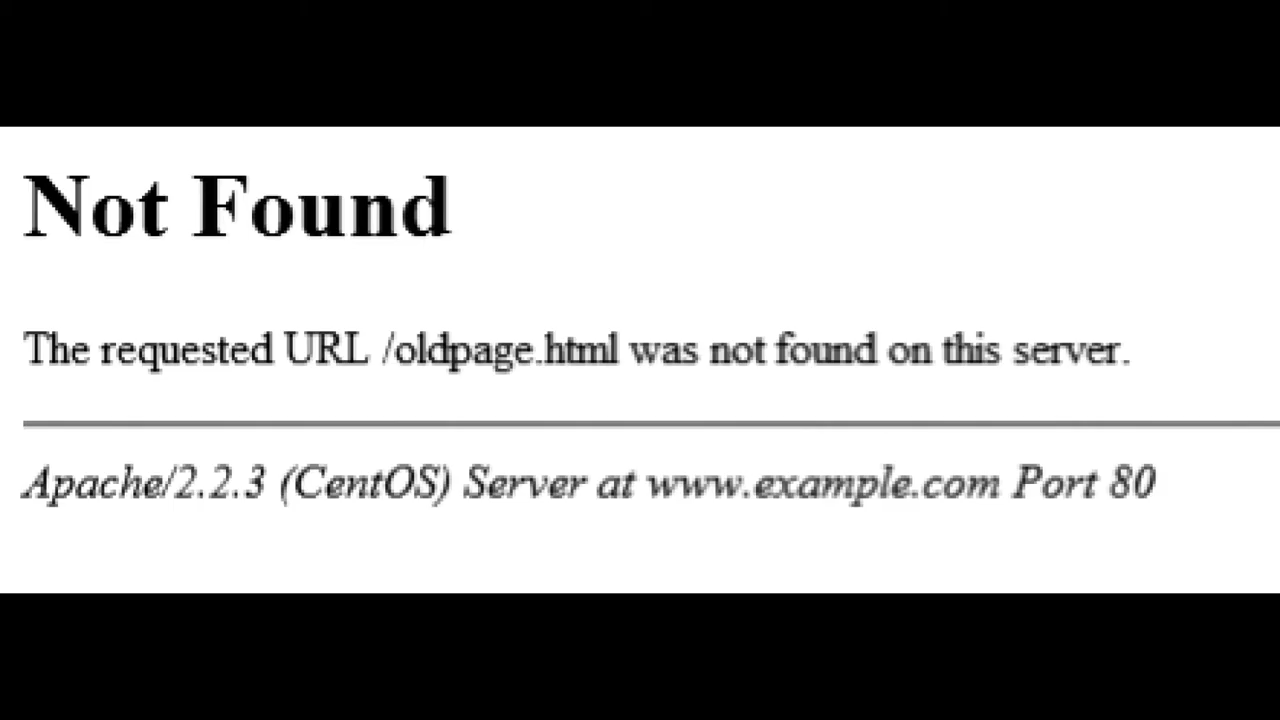 Not Found
The requested URL /oldpage.html was not found on this server.
Apache/2.2.3 (CentOS) Server at www.example.com Port 80